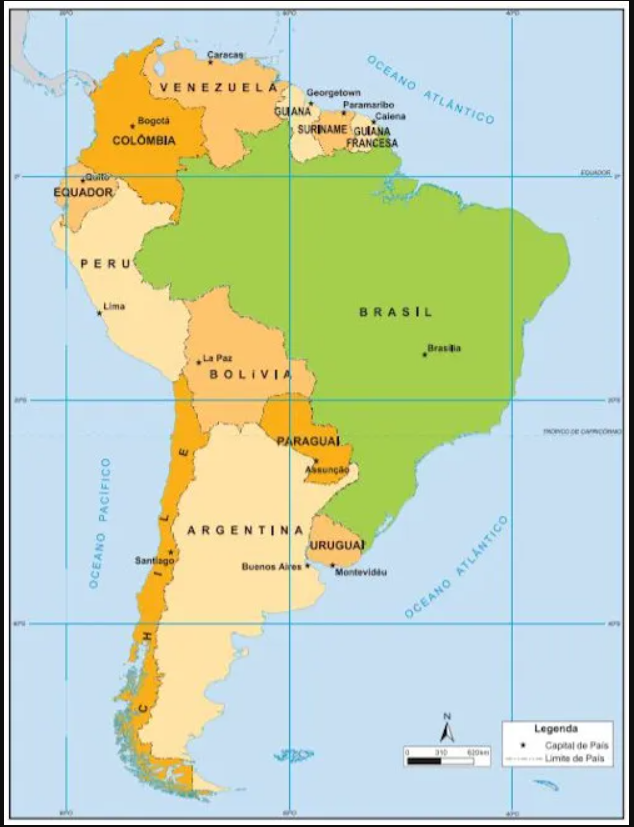 Caracas
VENEZUELA
OCEANO ATLÂNTICO
Georgetown
GUIANA
Paramaribo
SURINAME
Caiena
GUIANA
FRANCESA
Bogotá
COLÔMBIA
EQUADOR
Quito
EQUADOR
PERU
Lima
BRASIL
Brasília
La Paz
BOLÍVIA
TRÓPICO DE CAPRICÓRNIO
PARAGUAI
Assunção
OCEANO PACÍFICO
CHILE
ARGENTINA
URUGUAI
Santiago
Buenos Aires
Montevidéu
OCEANO ATLÂNTICO
N
0 310 620km
Legenda
Capital de País
Limite de País